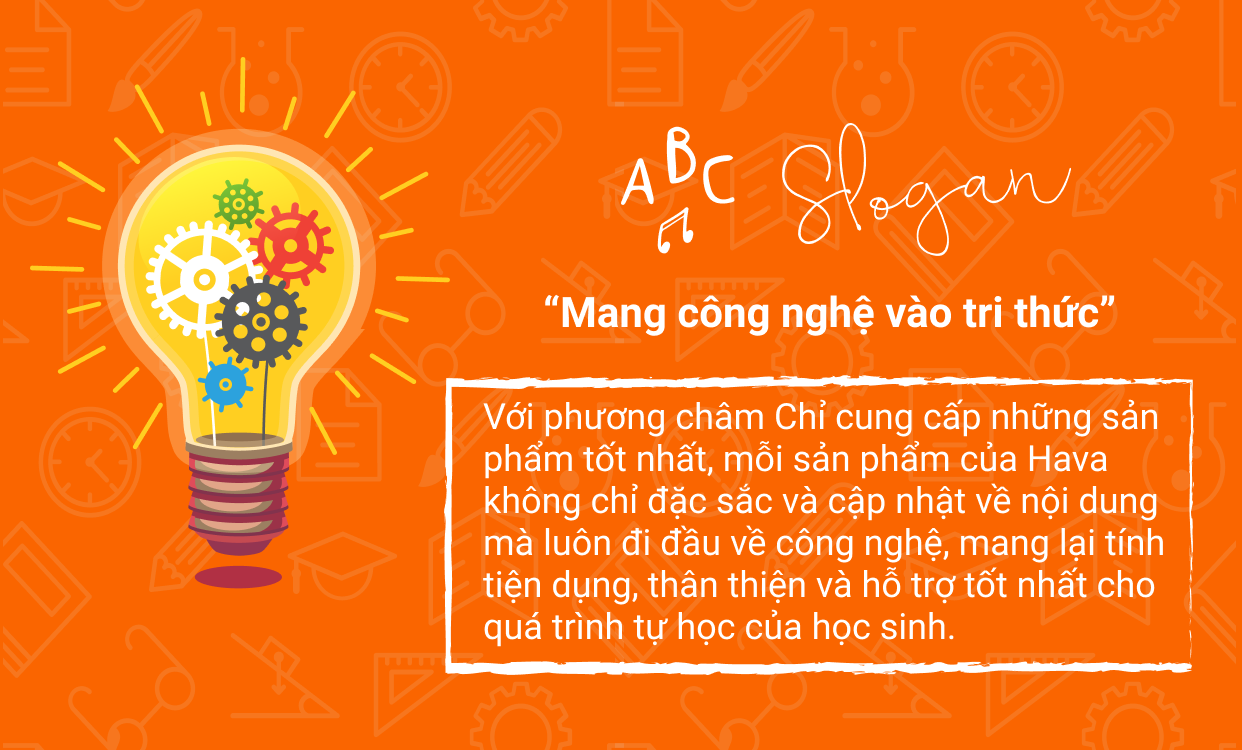 ABC
Slogan
“Mang công nghệ vào tri thức”
Với phương châm Chỉ cung cấp những sản
phẩm tốt nhất, mỗi sản phẩm của Hava
không chỉ đặc sắc và cập nhật về nội dung
mà luôn đi đầu về công nghệ, mang lại tính
tiện dụng, thân thiện và hỗ trợ tốt nhất cho
quá trình tự học của học sinh.